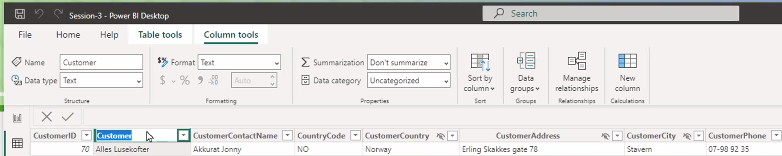 Session-3 - Power BI Desktop
Search
File Home Help Table tools Column tools
Name Customer $% Format Text Σ Summarization Don't summarize Sort by column Data groups Manage relationships New column
Data type Text $ % 9 Auto Data category Uncategorized
Structure Formatting Properties Sort Groups Relationships Calculations
CustomerID Customer CustomerContactName CountryCode CustomerCountry CustomerAddress CustomerCity CustomerPhone
70 Alles Lusekofter Akkurat Jonny NO Norway Erling Skakkes gate 78 Stavern 07-98 92 35